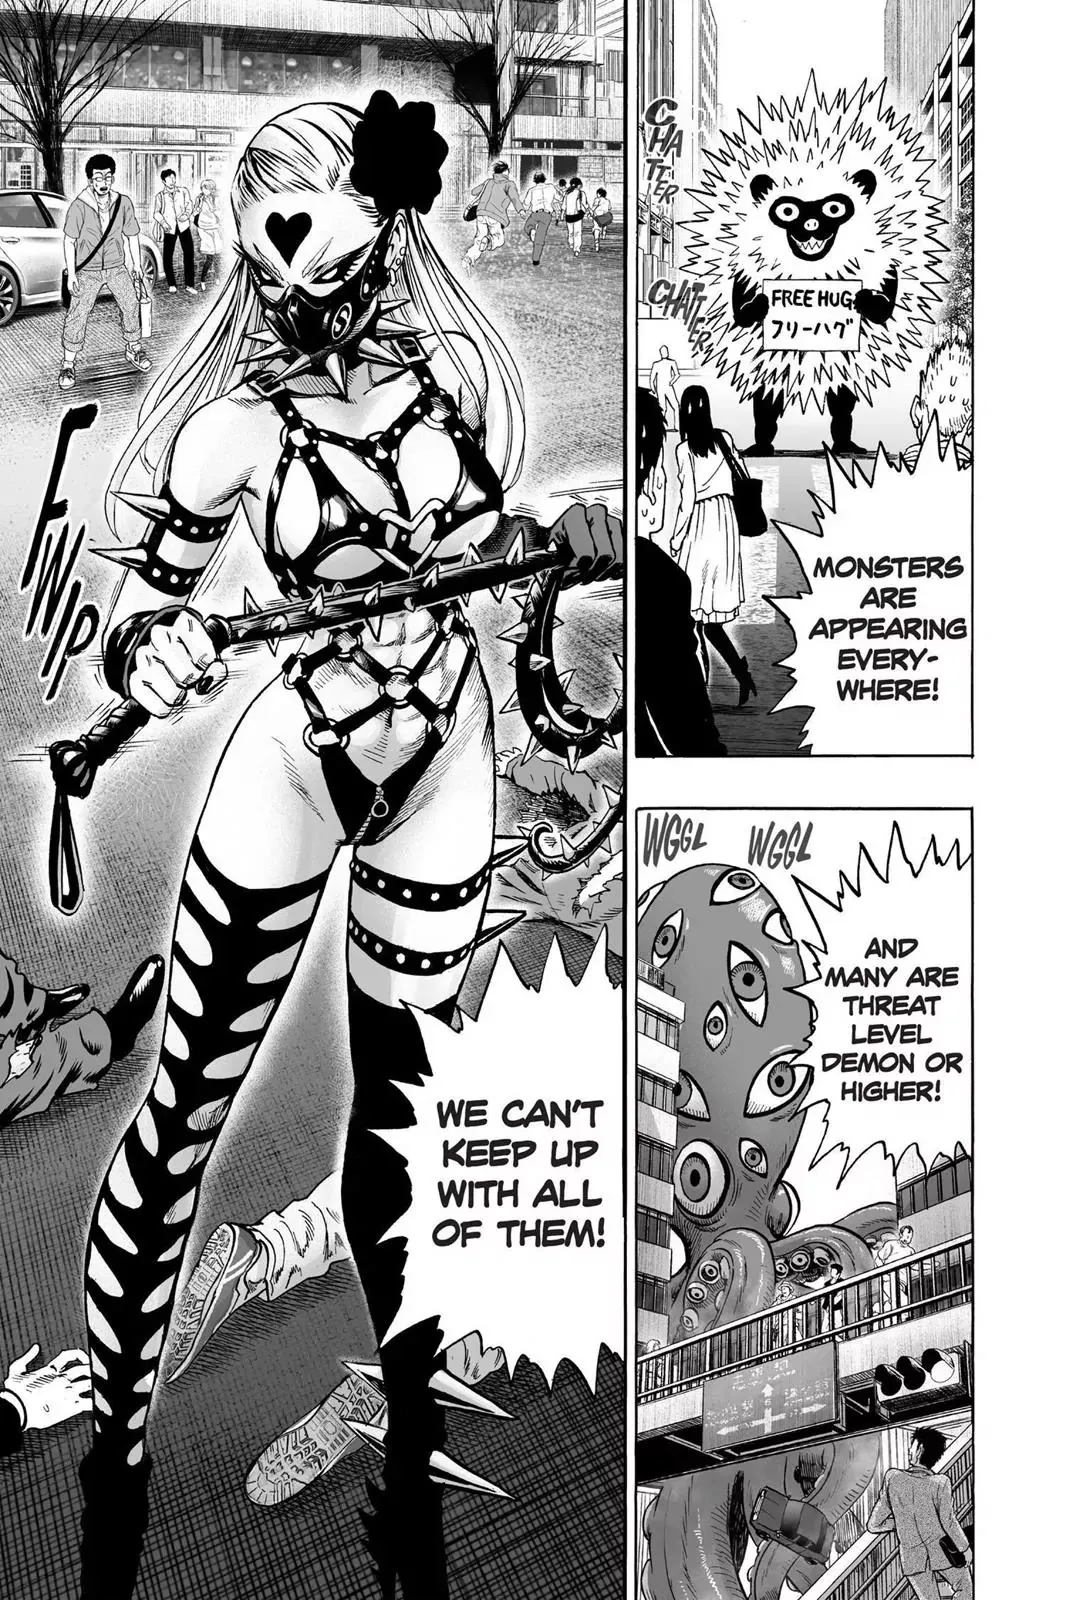 CHATTER
CHATTER
FREE HUG
フリーハグ
MONSTERS
ARE
APPEARING
EVERY-
WHERE!
WGGL
WGGL
AND
MANY ARE
THREAT
LEVEL
DEMON OR
HIGHER!
FWIP
S
WE CAN'T
KEEP UP
WITH ALL
OF THEM!